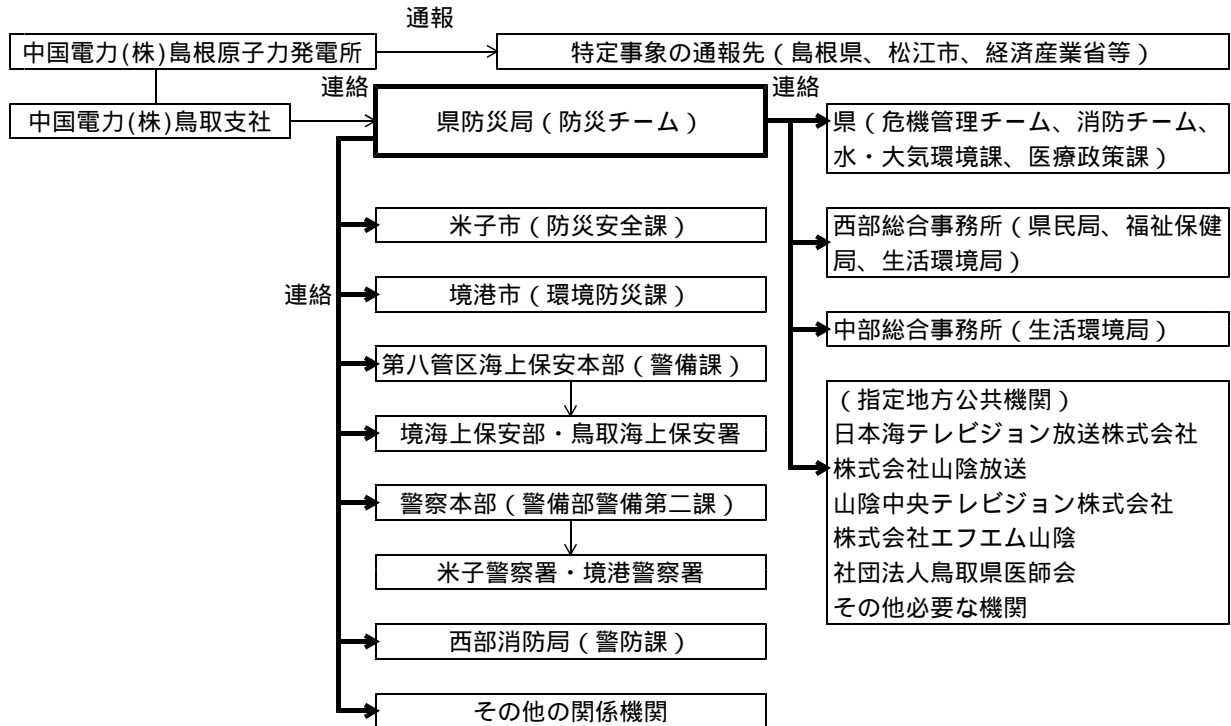 通報
中国電力(株)島根原子力発電所
特定事象の通報先(島根県、松江市、経済産業省等)
連絡
連絡
中国電力(株)鳥取支社
県防災局(防災チーム)
県(危機管理チーム、消防チーム、
水・大気環境課、医療政策課)
米子市(防災安全課)
西部総合事務所(県民局、福祉保健
局、生活環境局)
連絡
境港市(環境防災課)
中部総合事務所(生活環境局)
第八管区海上保安本部(警備課)
境海上保安部・鳥取海上保安署
警察本部(警備部警備第二課)
米子警察署・境港警察署
西部消防局(警防課)
その他の関係機関
(指定地方公共機関)
日本海テレビジョン放送株式会社
株式会社山陰放送
山陰中央テレビジョン株式会社
株式会社エフエム山陰
社団法人鳥取県医師会
その他必要な機関